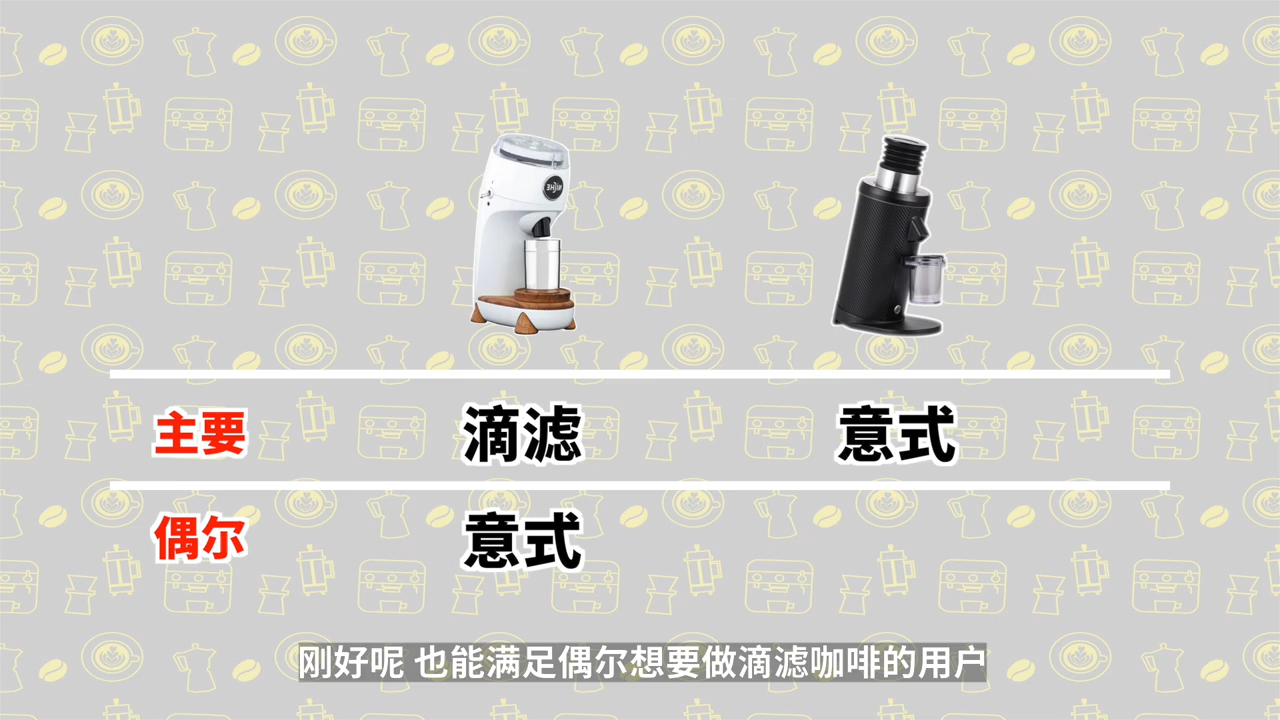 主要 滴滤 意式
偶尔 意式
刚好呢 也能满足偶尔想要做滴滤咖啡的用户